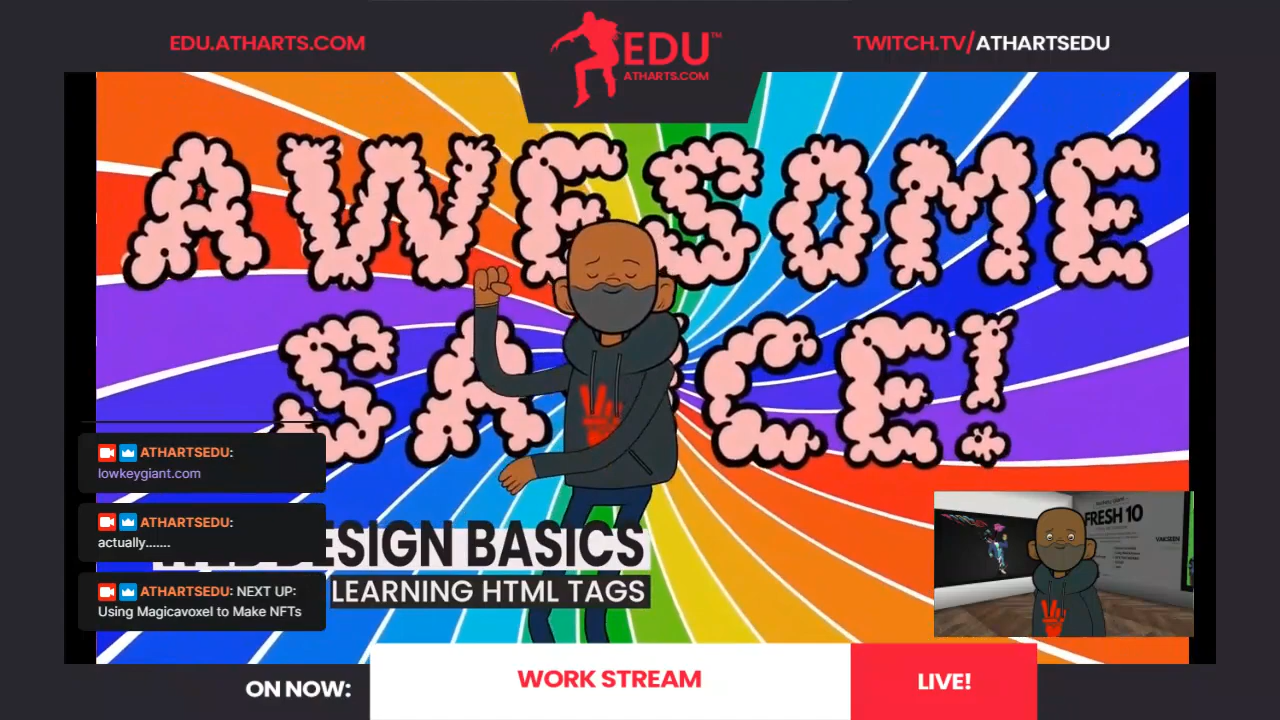 EDU.ATHARTS.COM
EDU™
ATHARTS.COM
TWITCH.TV/ATHARTSEDU
AWESOME
SAUCE!
ATHARTSEDU:
lowkeygiant.com
ATHARTSEDU:
actually.......
ATHARTSEDU: NEXT UP:
Using Magicavoxel to Make NFTs
DESIGN BASICS
LEARNING HTML TAGS
FRESH 10
ON NOW:
WORK STREAM
LIVE!